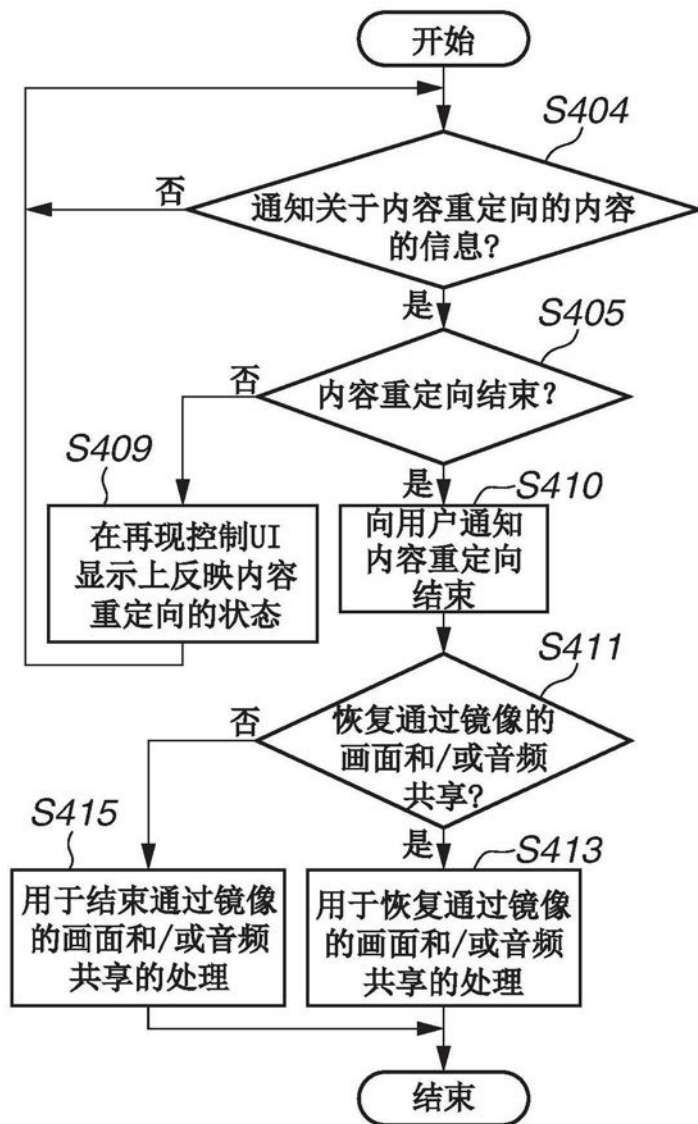 开始
S404
否
通知关于内容重定向的内容
的信息?
是
S405
否
内容重定向结束?
S409
是
S410
在再现控制UI
显示上反映内容
重定向的状态
向用户通知
内容重定向
结束
S411
否
恢复通过镜像的
画面和/或音频
共享?
S415
是
S413
用于结束通过镜像
的画面和/或音频
共享的处理
用于恢复通过镜像
的画面和/或音频
共享的处理
结束